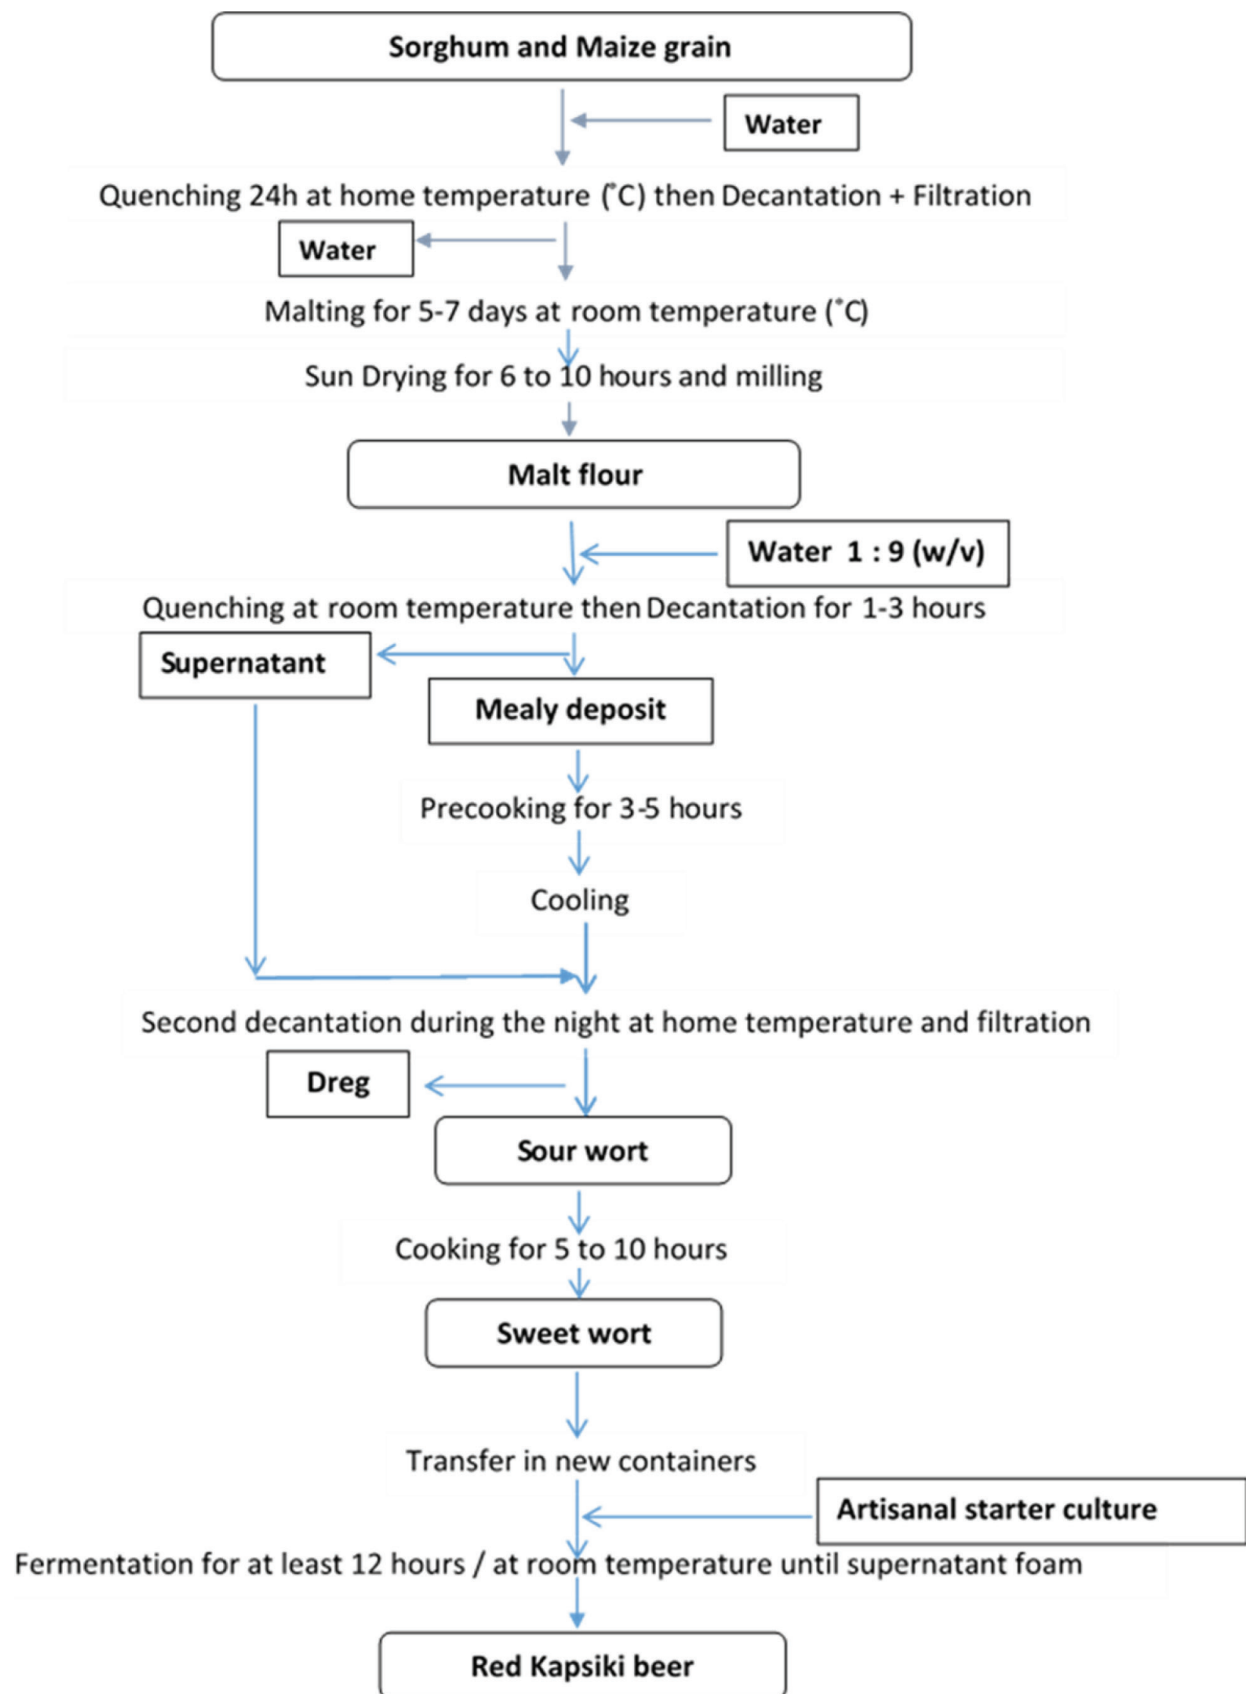 Sorghum and Maize grain
Water
Quenching 24h at home temperature (˚C) then Decantation + Filtration
Water
Malting for 5-7 days at room temperature (˚C)
Sun Drying for 6 to 10 hours and milling
Malt flour
Water 1 : 9 (w/v)
Quenching at room temperature then Decantation for 1-3 hours
Supernatant
Mealy deposit
Precooking for 3-5 hours
Cooling
Second decantation during the night at home temperature and filtration
Dreg
Sour wort
Cooking for 5 to 10 hours
Sweet wort
Transfer in new containers
Artisanal starter culture
Fermentation for at least 12 hours / at room temperature until supernatant foam
Red Kapsiki beer